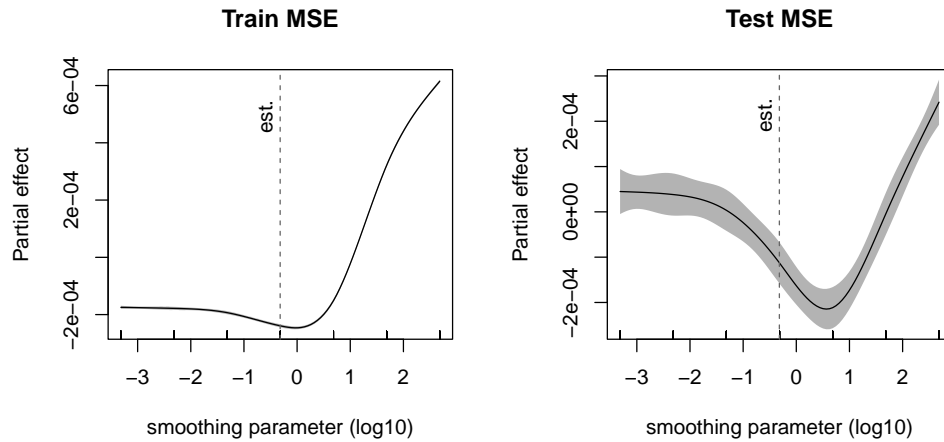 Train MSE
Partial effect
6e−04
2e−04
−2e−04
est.
−3 −2 −1 0 1 2
smoothing parameter (log10)
Test MSE
Partial effect
2e−04
0e+00
−2e−04
est.
−3 −2 −1 0 1 2
smoothing parameter (log10)